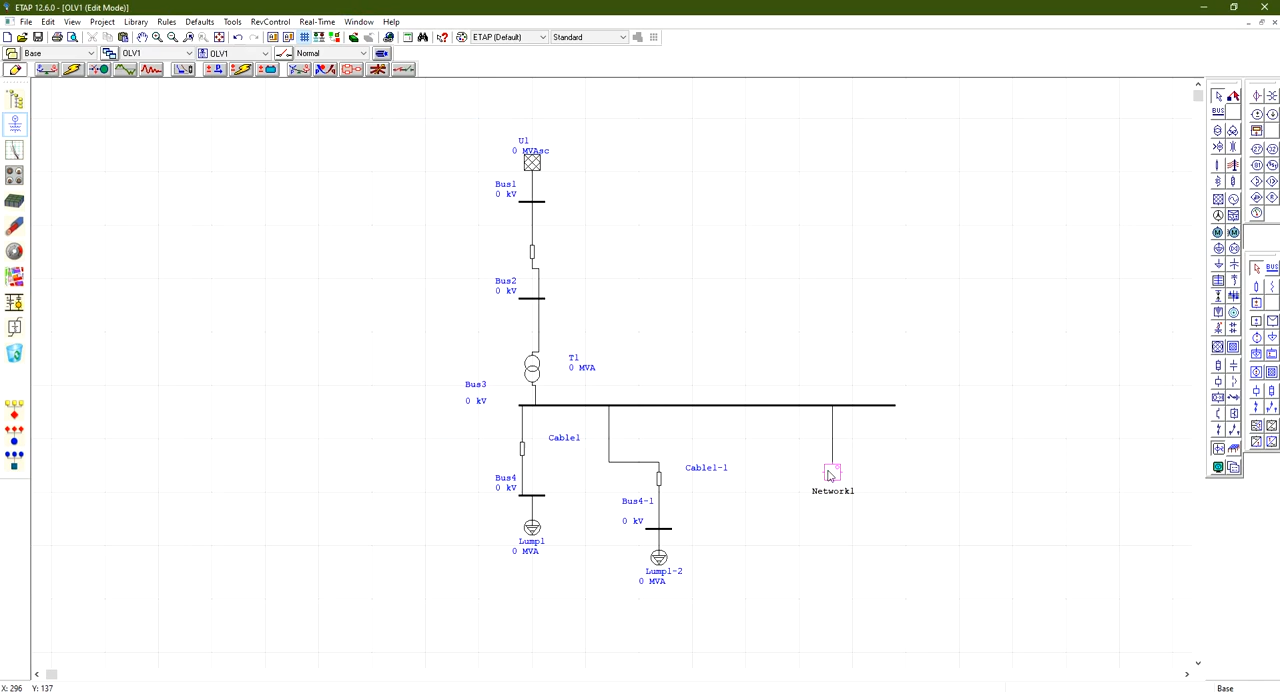 ETAP 12.6.0 - [OLV1 (Edit Mode)]
File Edit View Project Library Rules Defaults Tools RevControl Real-Time Window Help
ETAP (Default) Standard
Base OLV1 OLV1 Normal
U1
0 MVAsc
Bus1
0 kV
Bus2
0 kV
T1
0 MVA
Bus3
0 kV
Cable1
Cable1-1
Bus4
0 kV
Network1
Bus4-1
0 kV
Lump1
0 MVA
Lump1-2
0 MVA
BUS
BUS
X: 296 Y: 137 Base